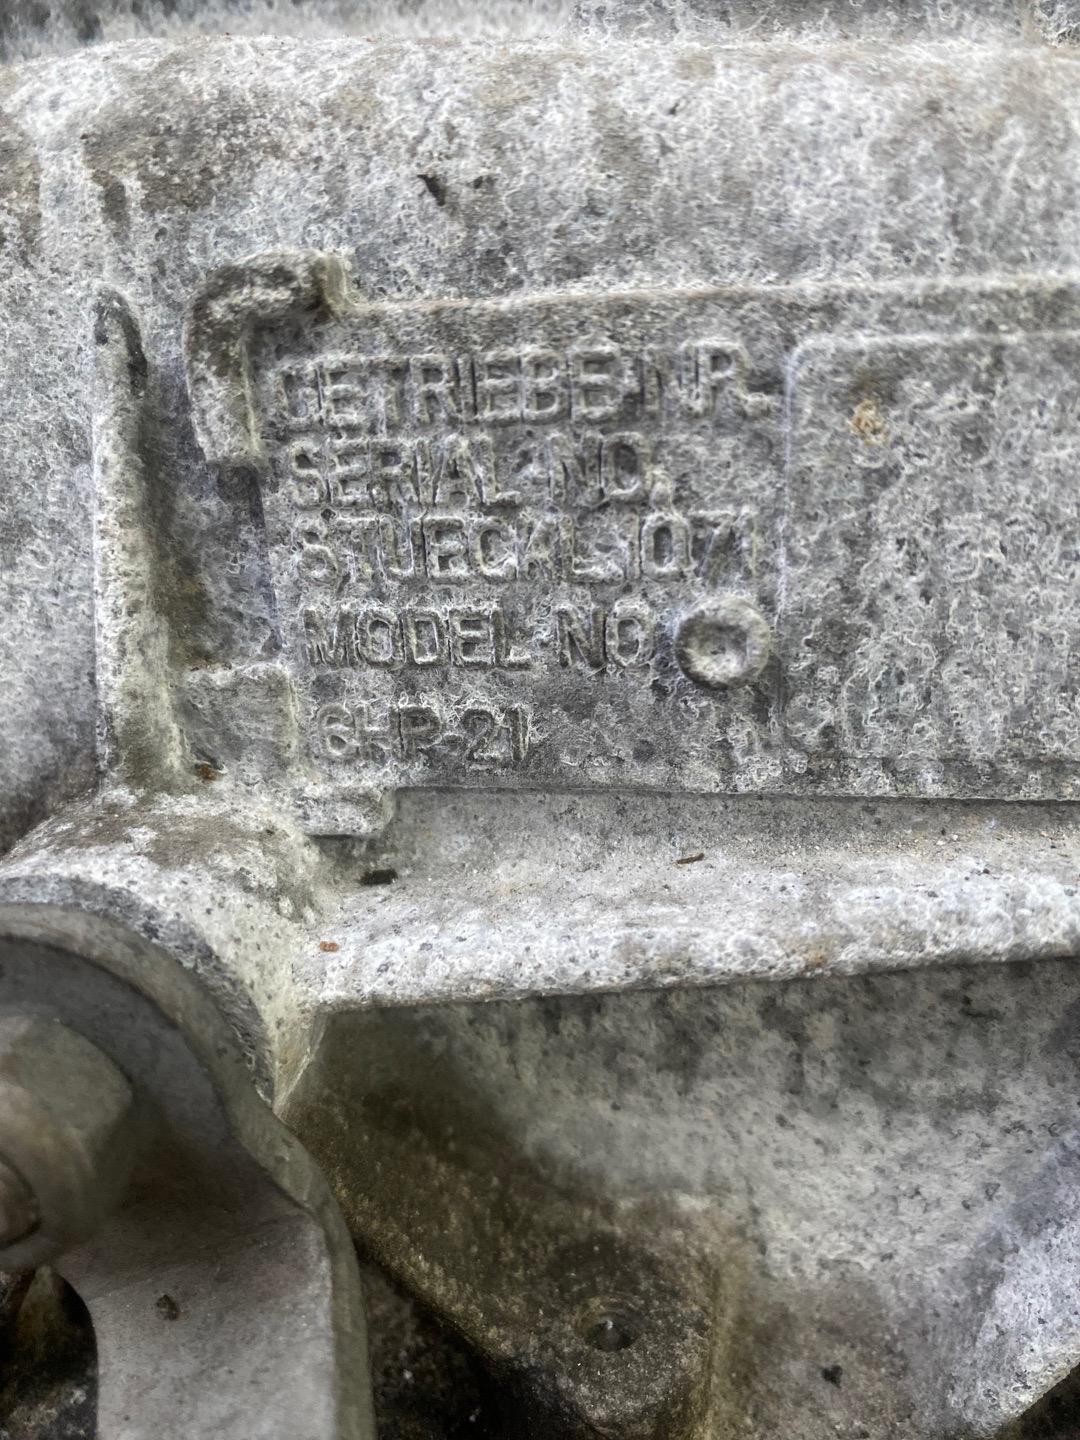 GETRIEBE-NR.
SERIAL-NO.
STUECKL.1071
MODEL NO
6HP-21